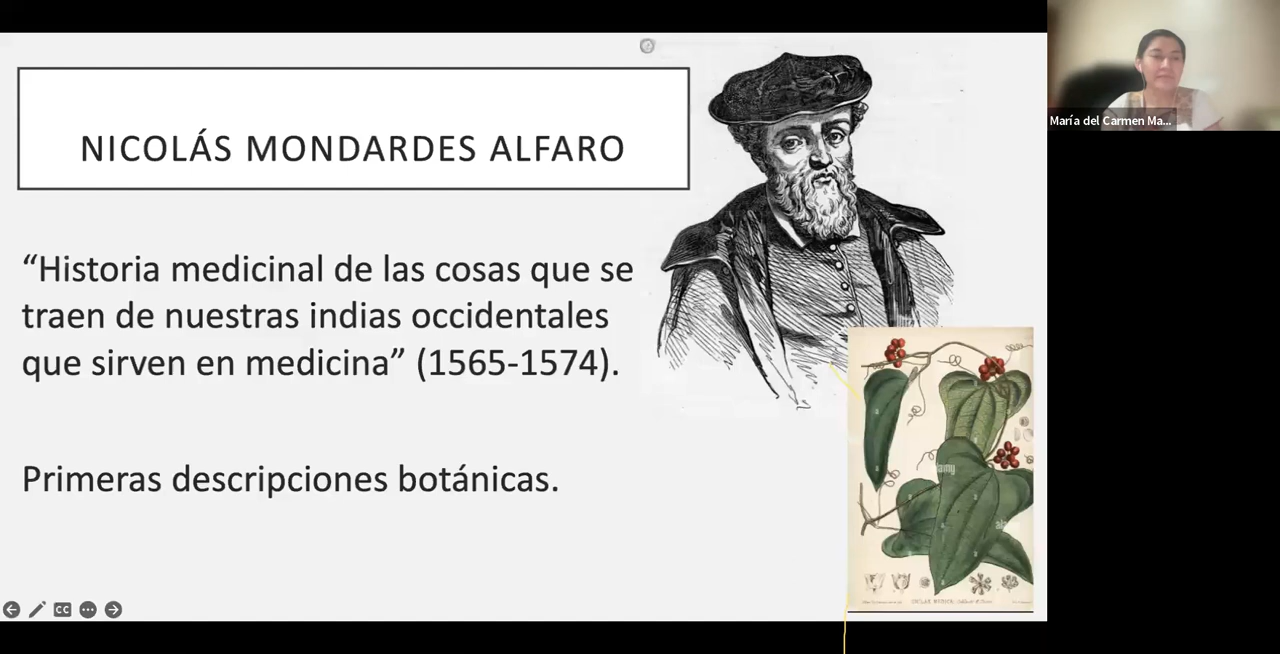 NICOLÁS MONDARDES ALFARO
“Historia medicinal de las cosas que se
traen de nuestras indias occidentales
que sirven en medicina” (1565-1574).
Primeras descripciones botánicas.
María del Carmen Ma...
CC